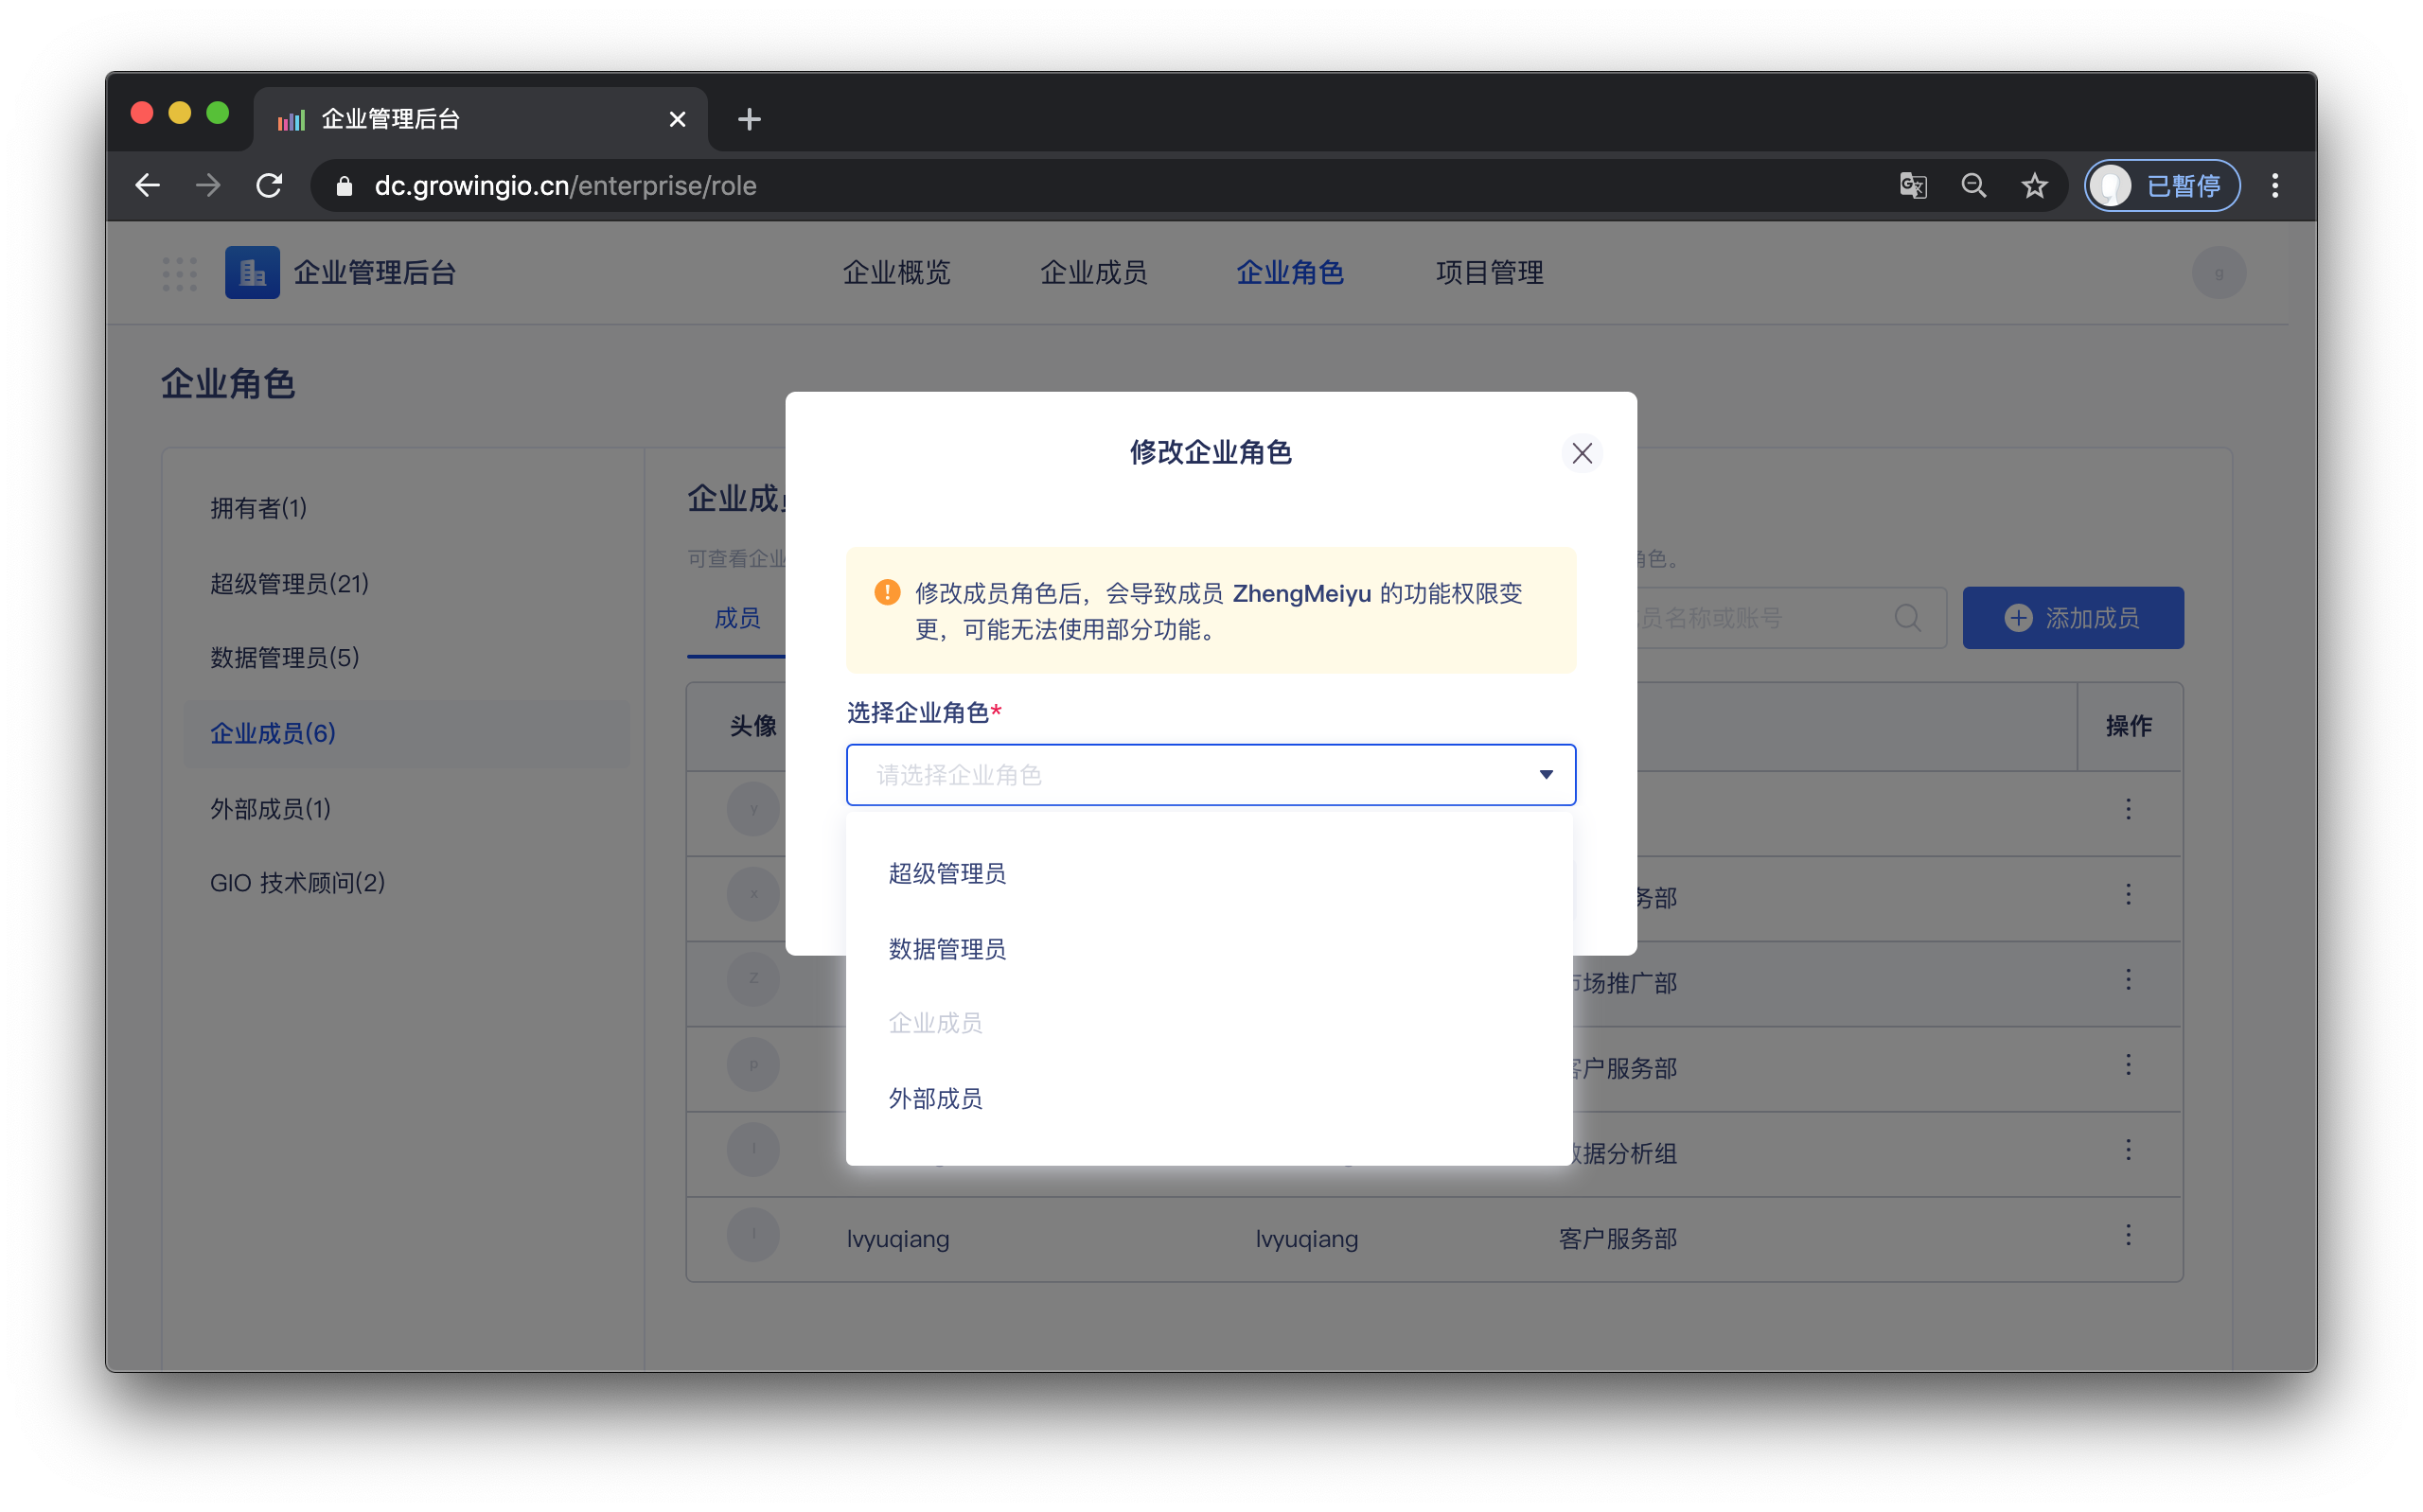 企业管理后台
dc.growingio.cn/enterprise/role
已暂停
企业管理后台
企业概览
企业成员
企业角色
项目管理
g
企业角色
拥有者(1)
超级管理员(21)
数据管理员(5)
企业成员(6)
外部成员(1)
GIO 技术顾问(2)
企业成
可查看企业
角色。
成员
员名称或账号
添加成员
头像
操作
y
x
务部
z
市场推广部
p
客户服务部
l
数据分析组
l
lvyuqiang
lvyuqiang
客户服务部
修改企业角色
修改成员角色后，会导致成员 ZhengMeiyu 的功能权限变
更，可能无法使用部分功能。
选择企业角色*
请选择企业角色
超级管理员
数据管理员
企业成员
外部成员